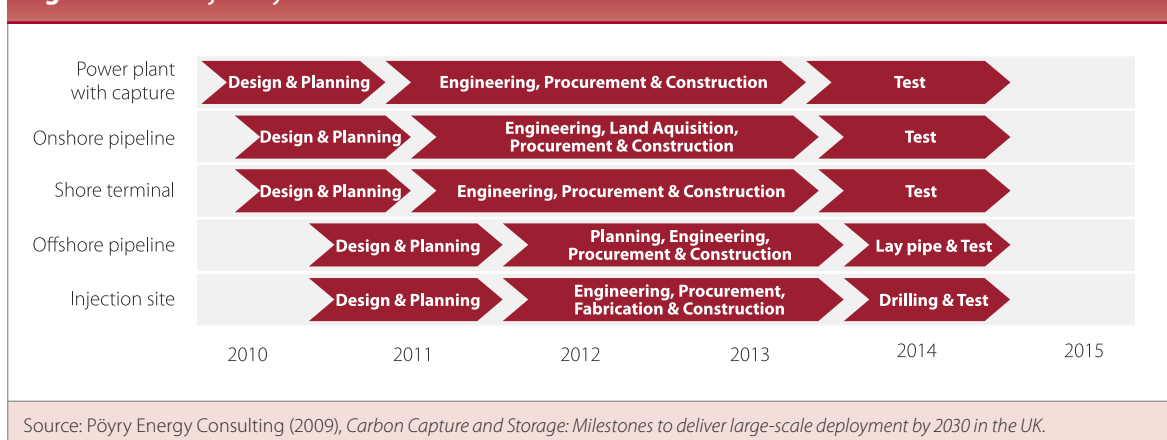 Power plant
with capture
Design & Planning
Engineering, Procurement & Construction
Test
Onshore pipeline
Design & Planning
Engineering, Land Aquisition,
Procurement & Construction
Test
Shore terminal
Design & Planning
Engineering, Procurement & Construction
Test
Offshore pipeline
Design & Planning
Planning, Engineering,
Procurement & Construction
Lay pipe & Test
Injection site
Design & Planning
Engineering, Procurement,
Fabrication & Construction
Drilling & Test
2010 2011 2012 2013 2014 2015
Source: Pöyry Energy Consulting (2009), Carbon Capture and Storage: Milestones to deliver large-scale deployment by 2030 in the UK.